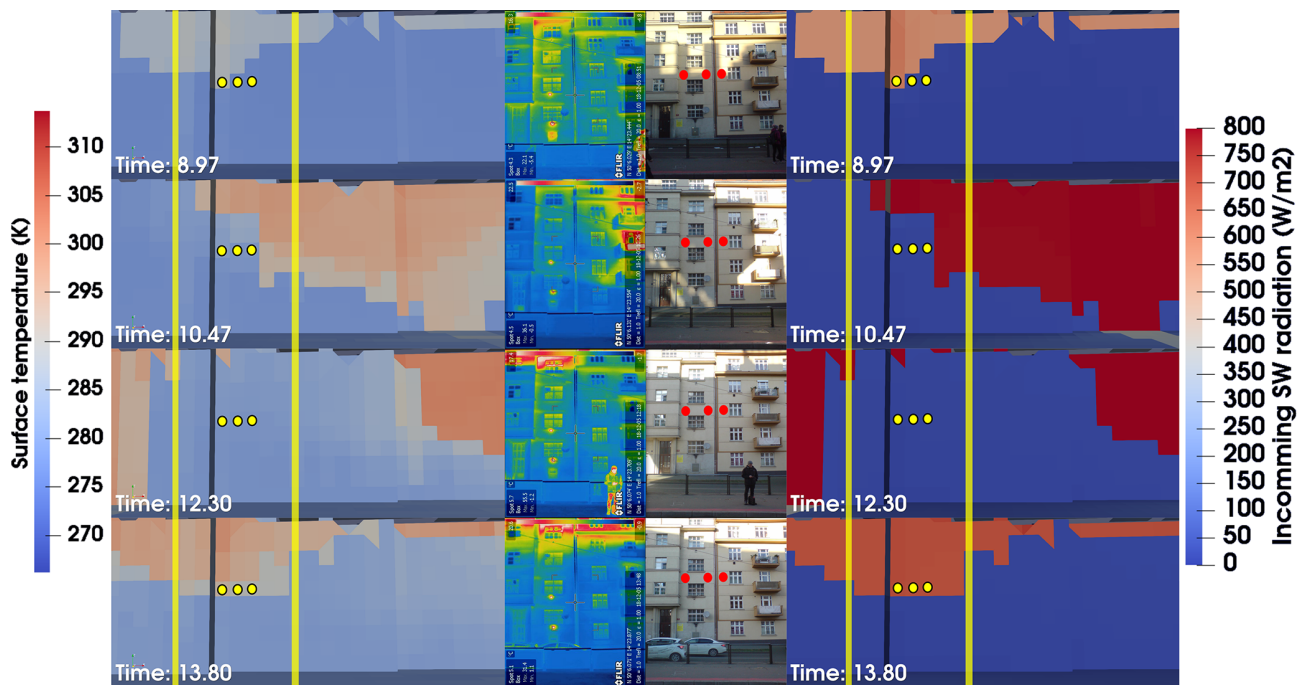 Surface temperature (K)
310
305
300
295
290
285
280
275
270
Time: 8.97
Time: 10.47
Time: 12.30
Time: 13.80
FLIR
FLIR
FLIR
FLIR
Time: 8.97
Time: 10.47
Time: 12.30
Time: 13.80
800
750
700
650
600
550
500
450
400
350
300
250
200
150
100
50
0
Incomming SW radiation (W/m2)